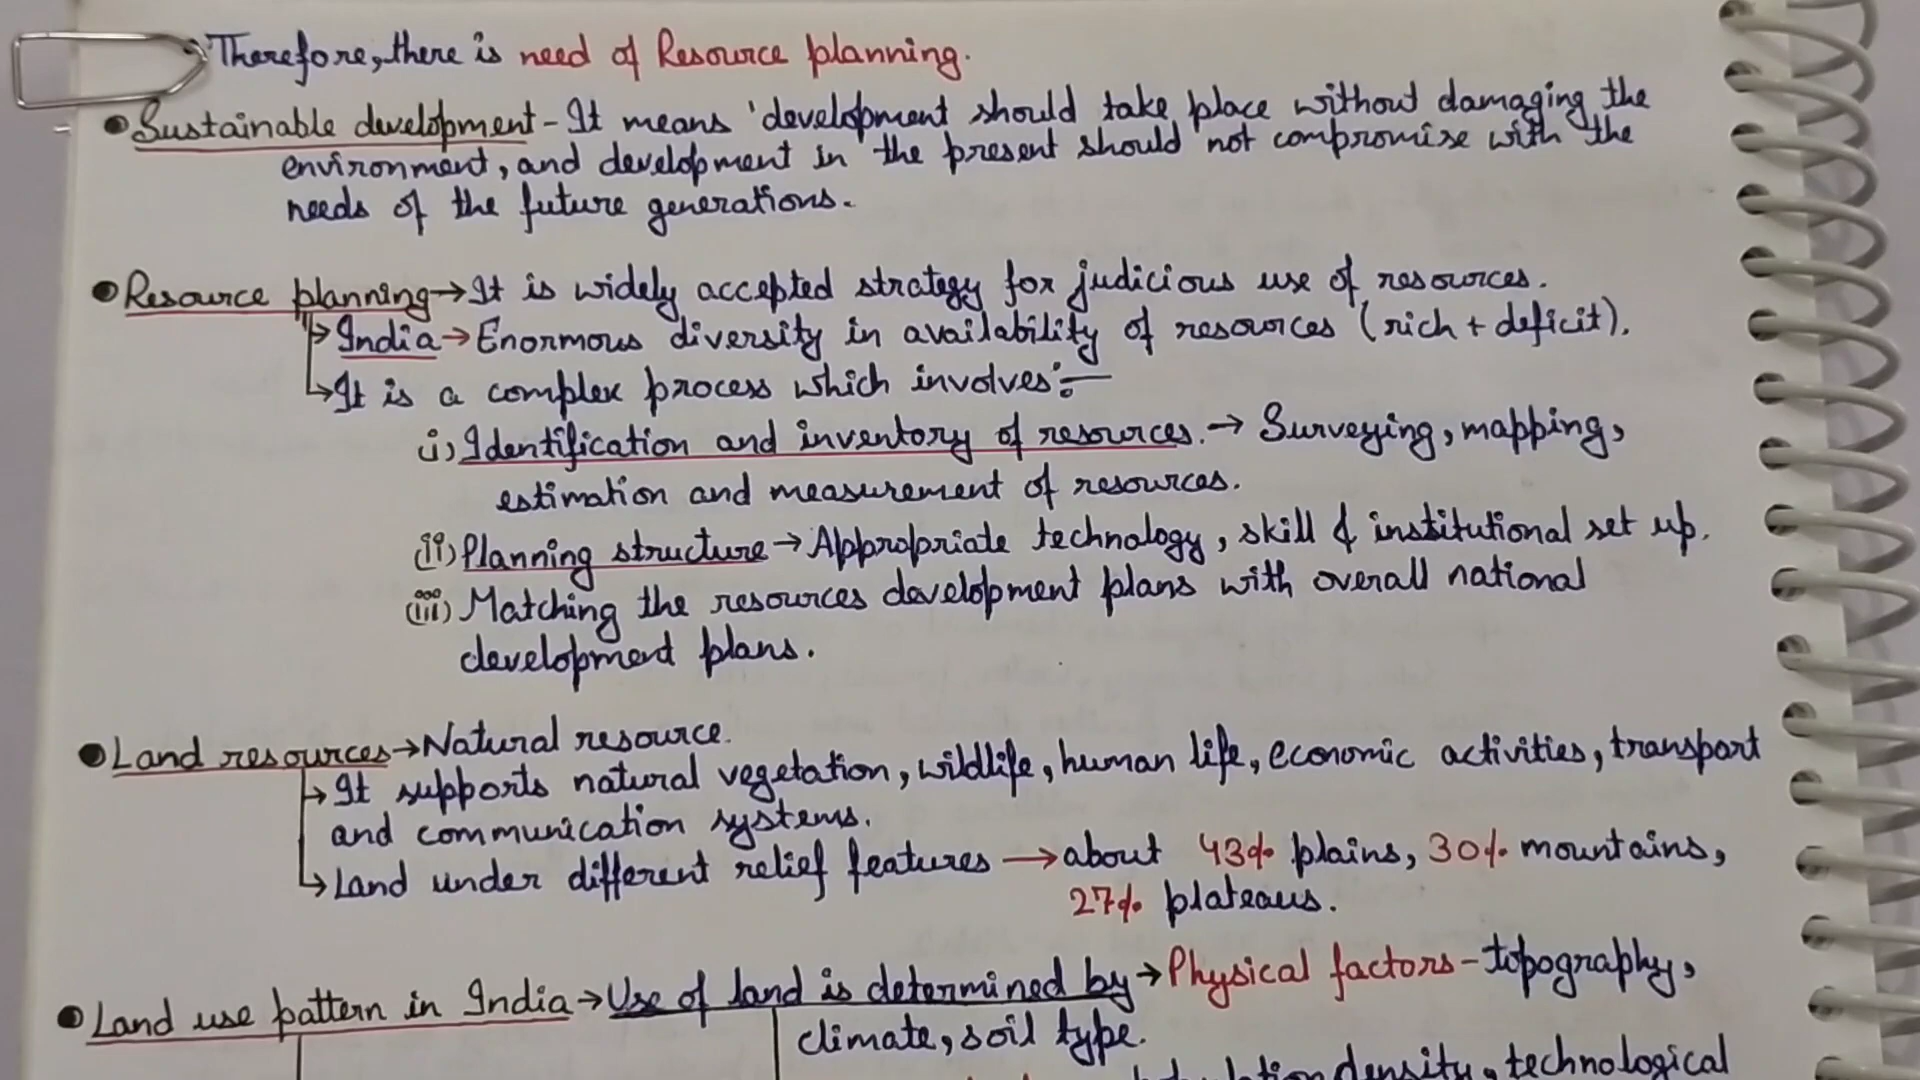 Therefore, there is need of Resource planning.
• Sustainable development - It means 'development should take place without damaging the
environment, and development in the present should not compromise with the
needs of the future generations.
• Resource planning → It is widely accepted strategy for judicious use of resources.
→ India → Enormous diversity in availability of resources (rich + deficit).
→ It is a complex process which involves :-
i) Identification and inventory of resources. → Surveying, mapping,
estimation and measurement of resources.
(ii) Planning structure → Appropriate technology, skill & institutional set up.
(iii) Matching the resources development plans with overall national
development plans.
• Land resources → Natural resource.
→ It supports natural vegetation, wildlife, human life, economic activities, transport
and communication systems.
→ Land under different relief features → about 43% plains, 30% mountains,
27% plateaus.
• Land use pattern in India → Use of land is determined by → Physical factors - topography,
climate, soil type.
density, technological